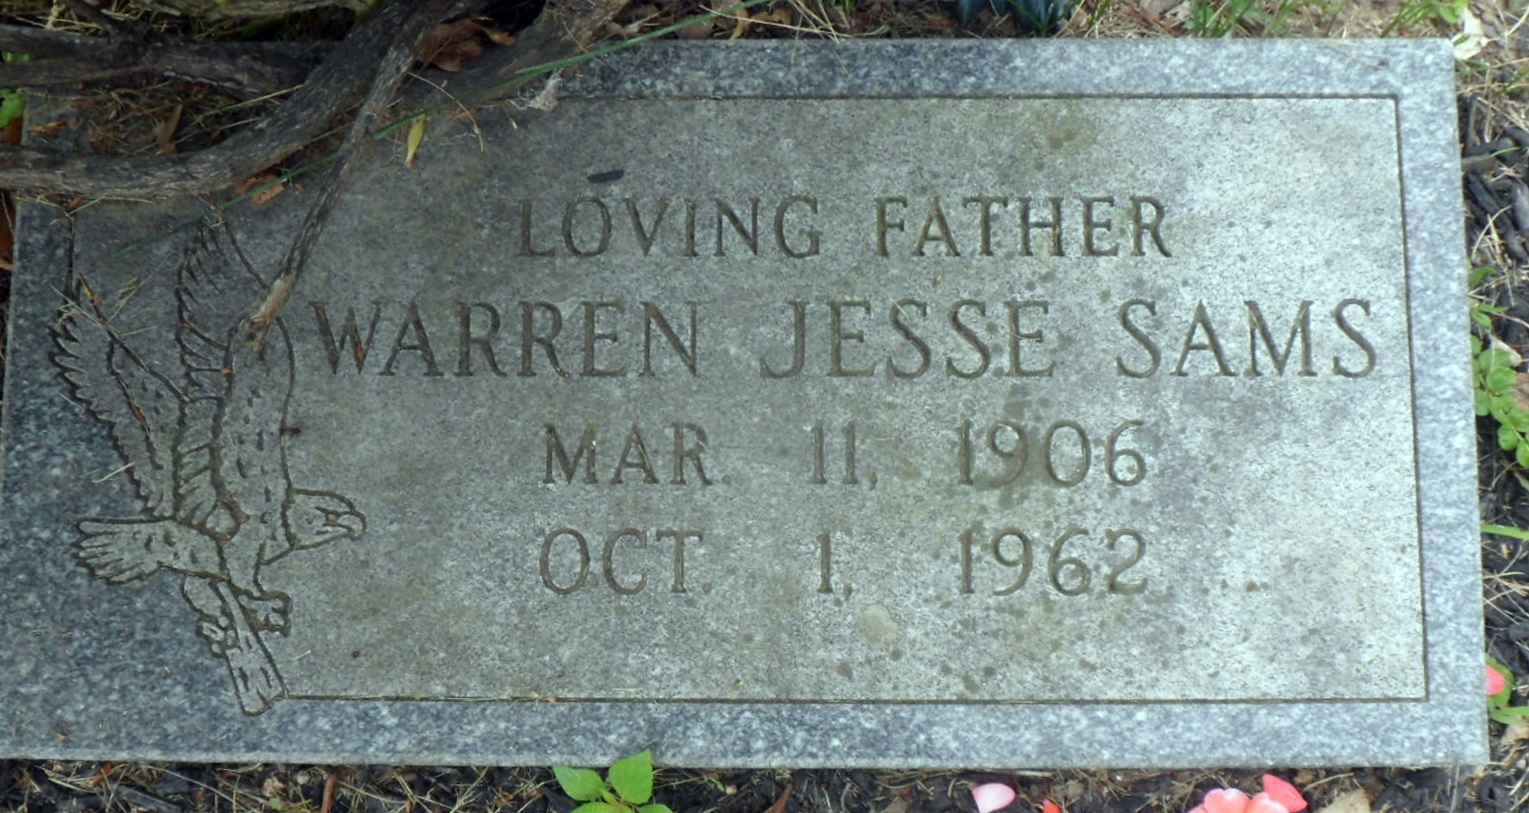 LOVING FATHER
WARREN JESSE SAMS
MAR. 11, 1906
OCT. 1, 1962